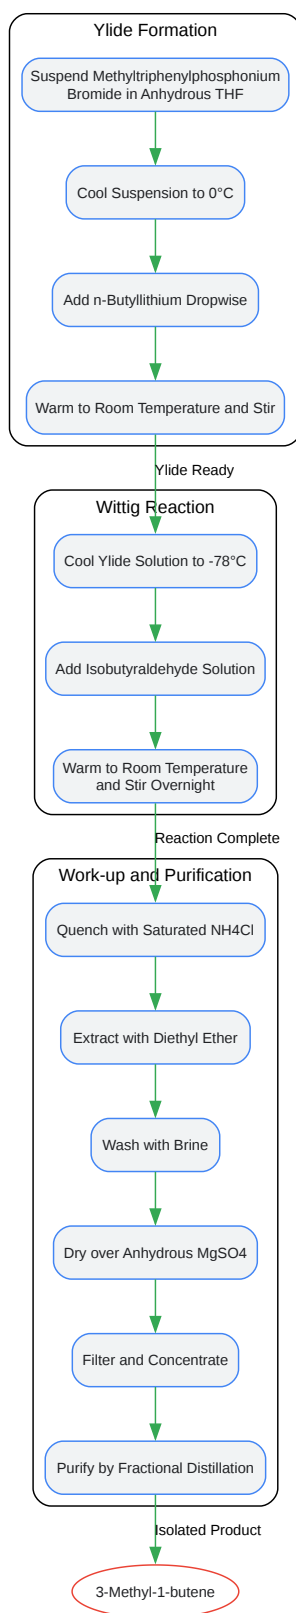 Ylide Formation
Suspend Methyltriphenylphosphonium
Bromide in Anhydrous THF
Cool Suspension to 0°C
Add n-Butyllithium Dropwise
Warm to Room Temperature and Stir
Ylide Ready
Wittig Reaction
Cool Ylide Solution to -78°C
Add Isobutyraldehyde Solution
Warm to Room Temperature
and Stir Overnight
Reaction Complete
Work-up and Purification
Quench with Saturated NH4Cl
Extract with Diethyl Ether
Wash with Brine
Dry over Anhydrous MgSO4
Filter and Concentrate
Purify by Fractional Distillation
Isolated Product
3-Methyl-1-butene